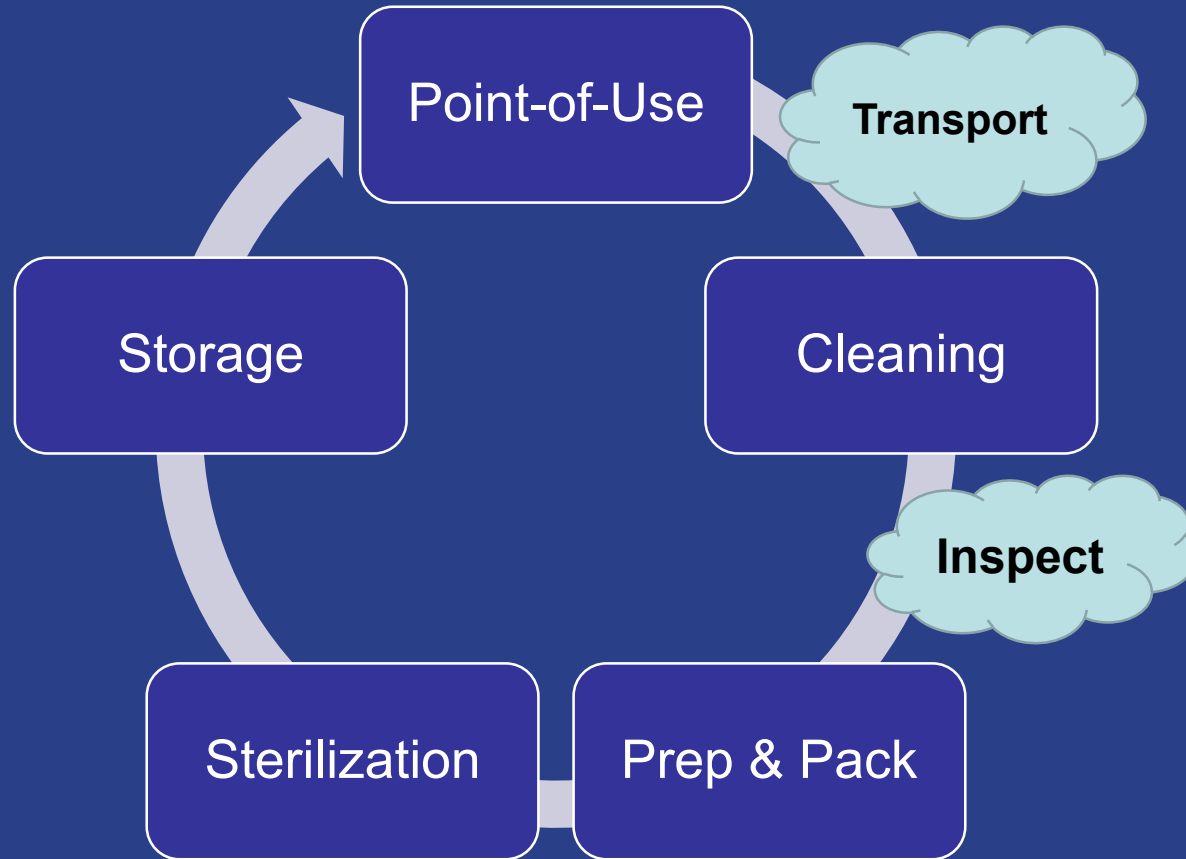 Point-of-Use
Transport
Cleaning
Inspect
Prep & Pack
Sterilization
Storage